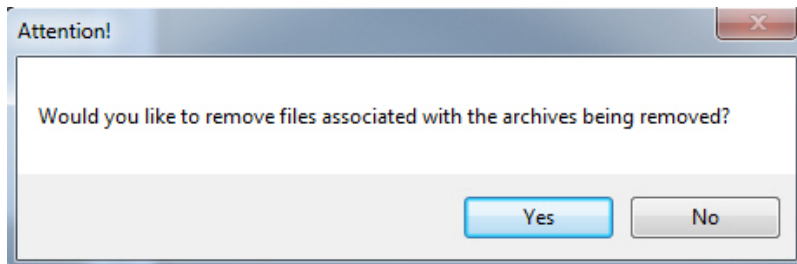 Attention!
Would you like to remove files associated with the archives being removed?
Yes
No